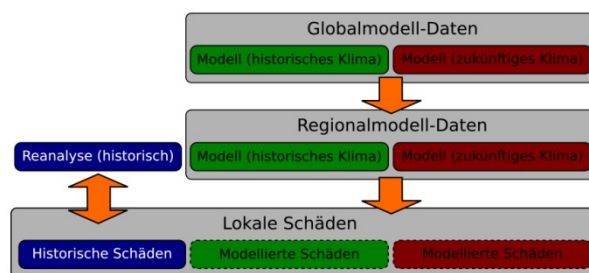 Globalmodell-Daten
Modell (historisches Klima) Modell (zukünftiges Klima)
Regionalmodell-Daten
Reanalyse (historisch) Modell (historisches Klima) Modell (zukünftiges Klima)
Lokale Schäden
Historische Schäden Modellierte Schäden Modellierte Schäden